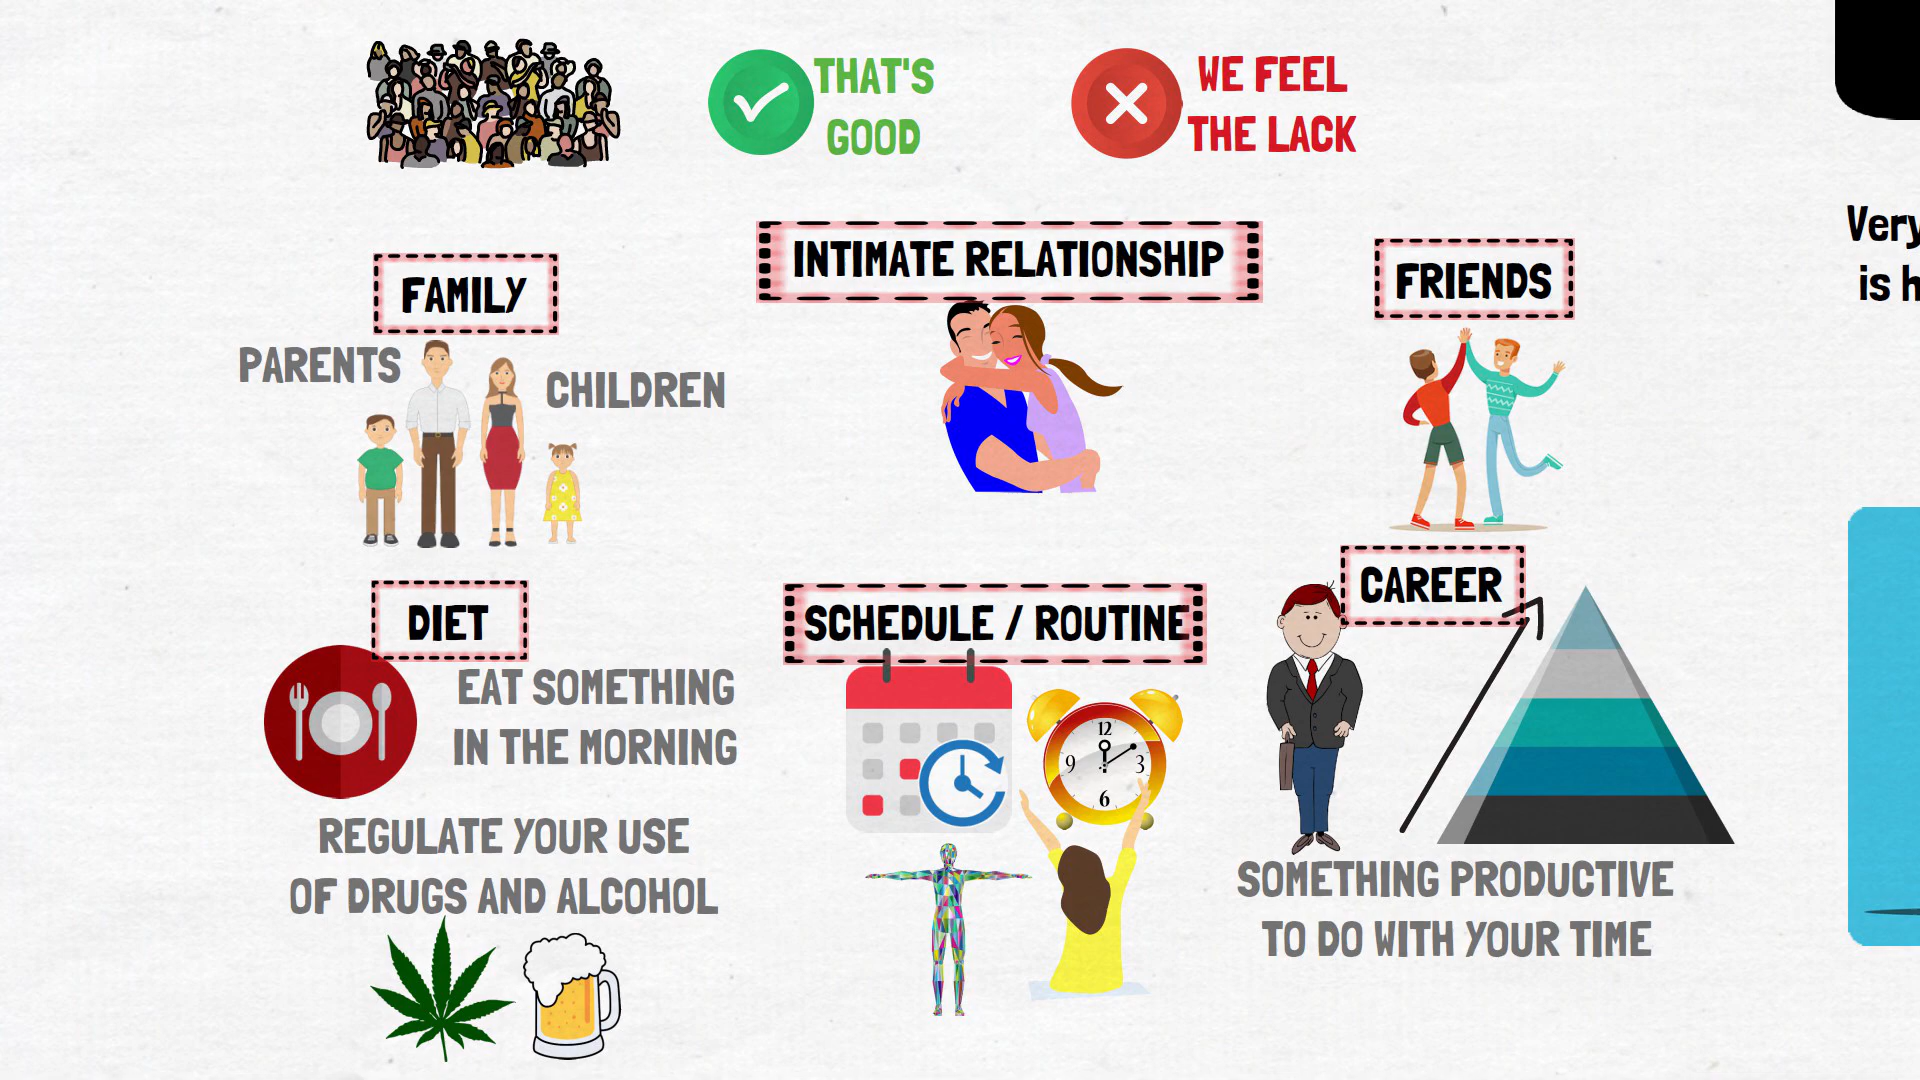 THAT'S
GOOD
WE FEEL
THE LACK
FAMILY
INTIMATE RELATIONSHIP
FRIENDS
PARENTS
CHILDREN
DIET
EAT SOMETHING
IN THE MORNING
REGULATE YOUR USE
OF DRUGS AND ALCOHOL
SCHEDULE / ROUTINE
12
9
3
6
CAREER
SOMETHING PRODUCTIVE
TO DO WITH YOUR TIME
Very
is